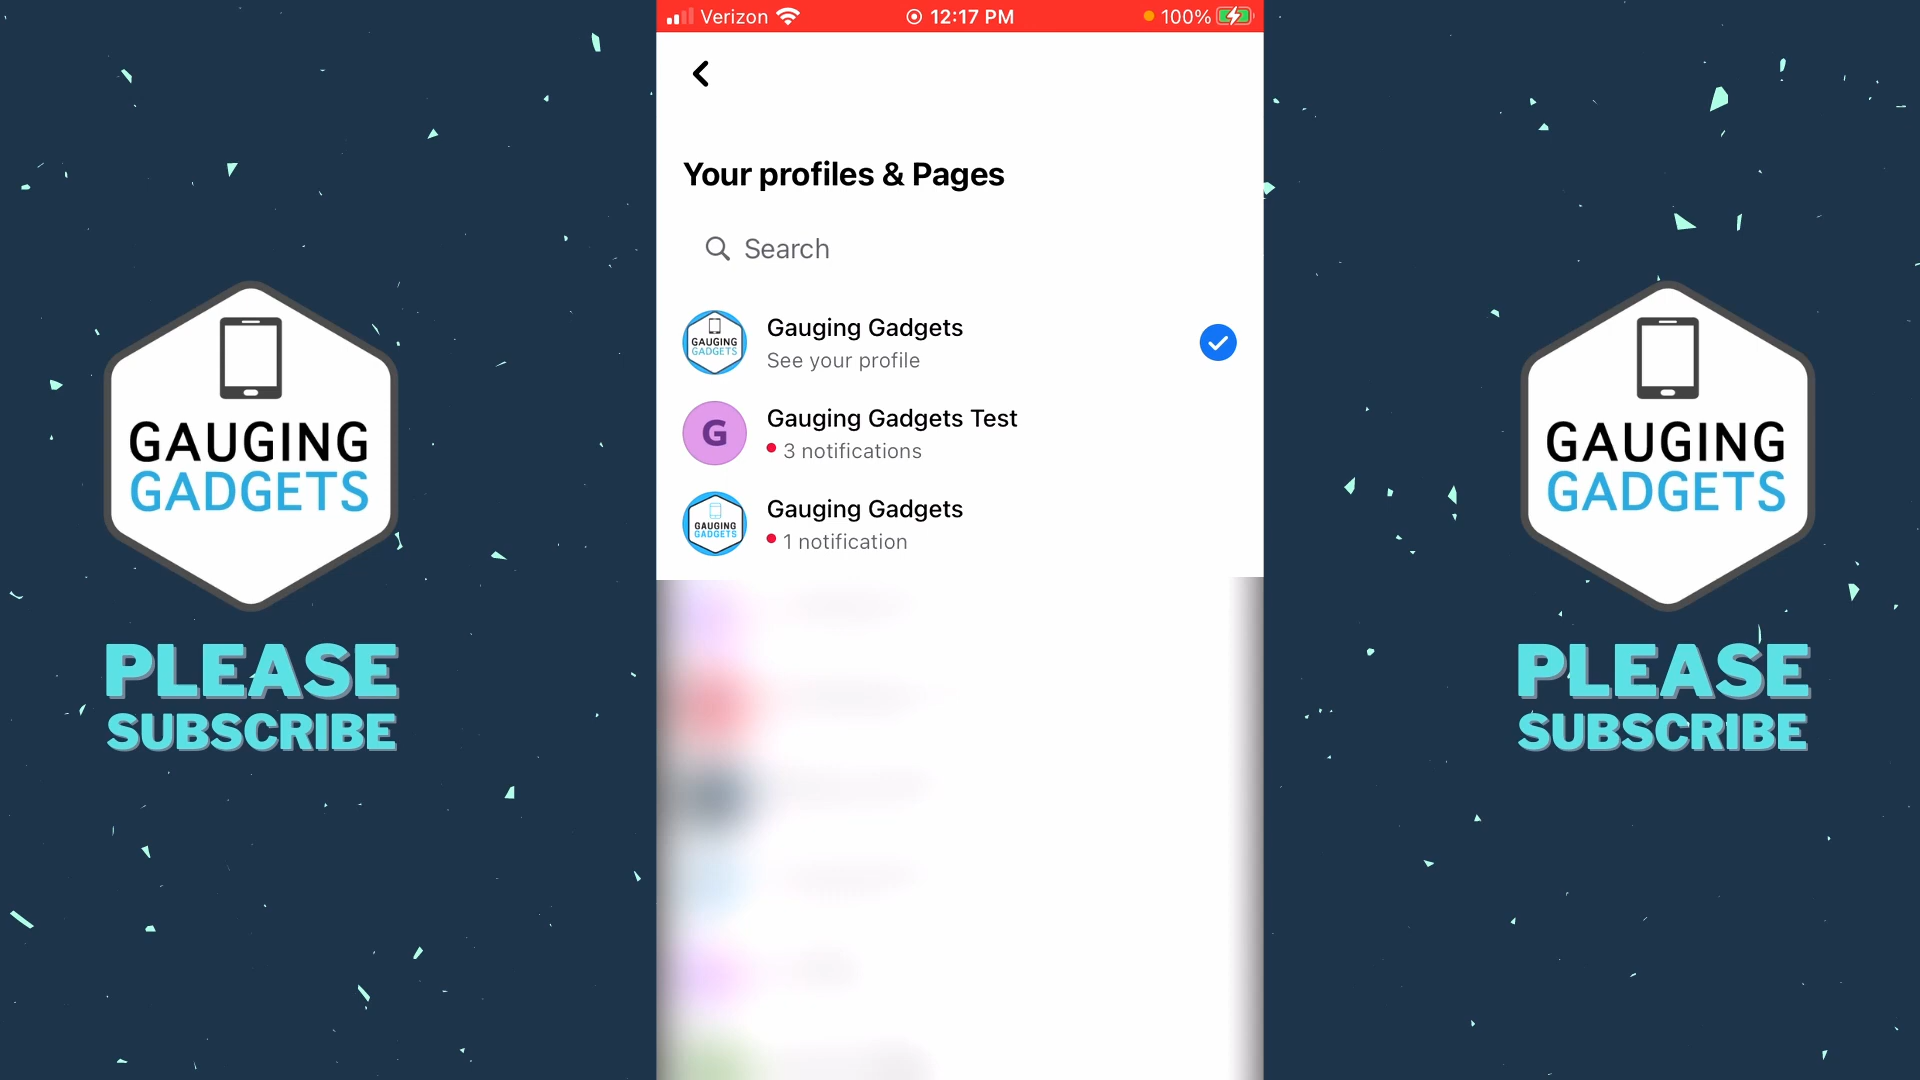 Verizon 12:17 PM 100%
Your profiles & Pages
Search
GAUGING GADGETS
Gauging Gadgets
See your profile
G
Gauging Gadgets Test
3 notifications
GAUGING GADGETS
Gauging Gadgets
1 notification
GAUGING
GADGETS
PLEASE
SUBSCRIBE
GAUGING
GADGETS
PLEASE
SUBSCRIBE